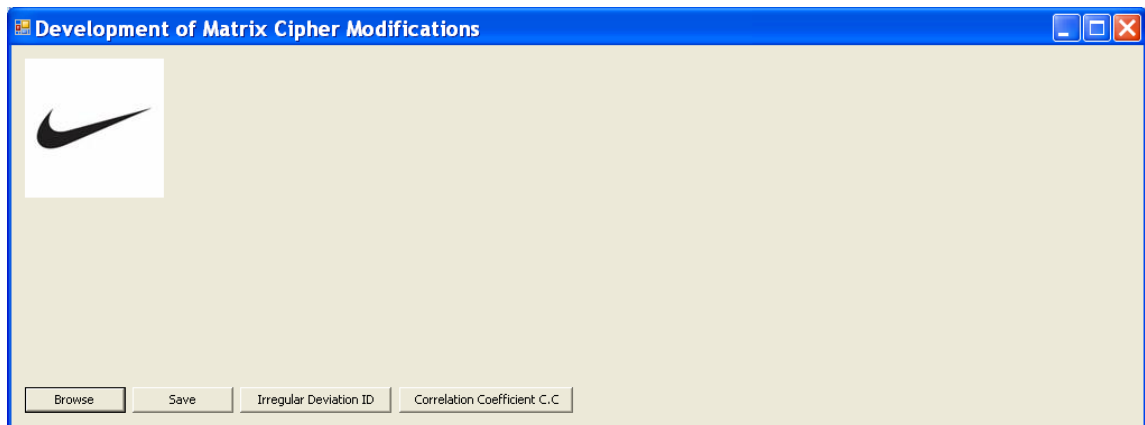 Development of Matrix Cipher Modifications
Browse Save Irregular Deviation ID Correlation Coefficient C.C